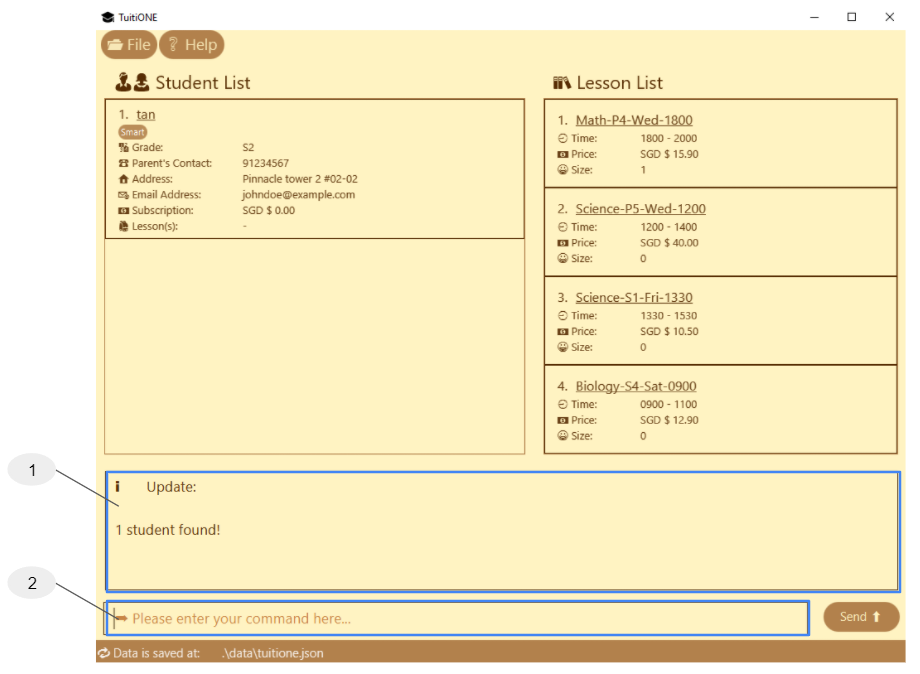 TuitiONE
File
Help
Student List
1. tan
Smart
Grade: S2
Parent's Contact: 91234567
Address: Pinnacle tower 2 #02-02
Email Address: johndoe@example.com
Subscription: SGD $ 0.00
Lesson(s): -
Lesson List
1. Math-P4-Wed-1800
Time: 1800 - 2000
Price: SGD $ 15.90
Size: 1
2. Science-P5-Wed-1200
Time: 1200 - 1400
Price: SGD $ 40.00
Size: 0
3. Science-S1-Fri-1330
Time: 1330 - 1530
Price: SGD $ 10.50
Size: 0
4. Biology-S4-Sat-0900
Time: 0900 - 1100
Price: SGD $ 12.90
Size: 0
1
Update:
1 student found!
2
Please enter your command here...
Send
Data is saved at: .\data\tuitione.json